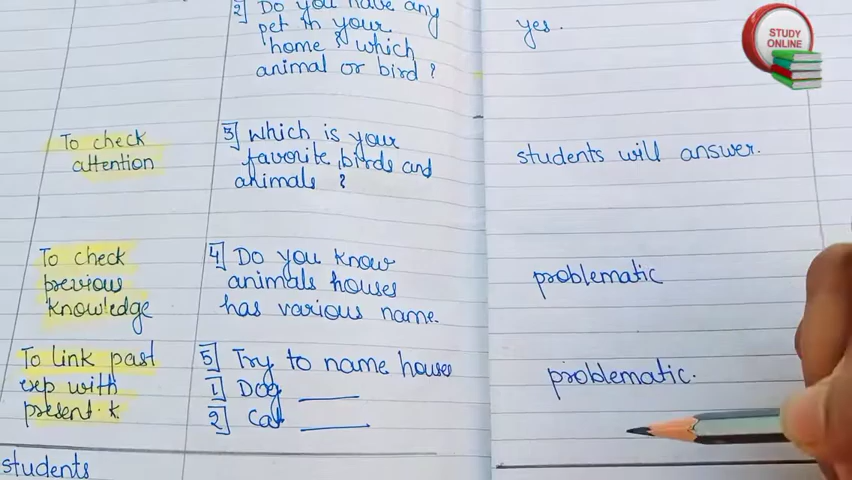 2] Do you have any
pet in your
home ? which
animal or bird ?
yes.
STUDY
ONLINE
To check
attention
3] Which is your
favorite birds and
animals ?
students will answer.
To check
previous
knowledge
4] Do you know
animals houses
has various name.
problematic
To link past
exp with
present. k
5] Try to name houses
1] Dog ____
2] Cat ____
problematic.
students